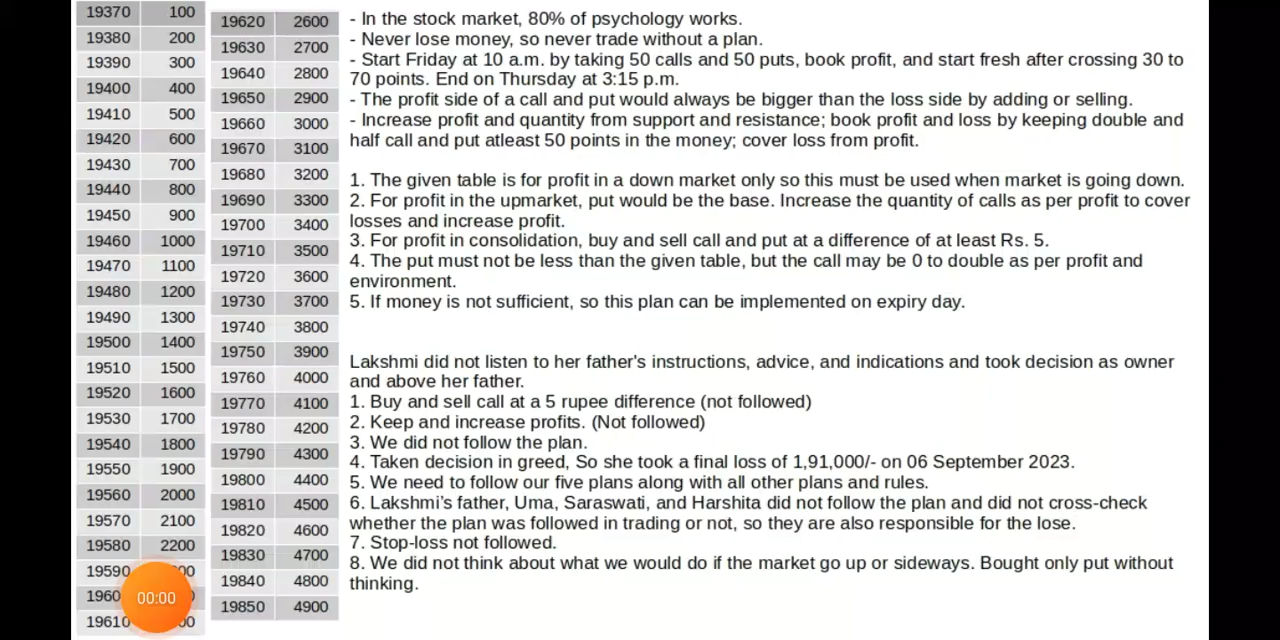 19370 100
19380 200
19390 300
19400 400
19410 500
19420 600
19430 700
19440 800
19450 900
19460 1000
19470 1100
19480 1200
19490 1300
19500 1400
19510 1500
19520 1600
19530 1700
19540 1800
19550 1900
19560 2000
19570 2100
19580 2200
19590
00:00
19610
19620 2600
19630 2700
19640 2800
19650 2900
19660 3000
19670 3100
19680 3200
19690 3300
19700 3400
19710 3500
19720 3600
19730 3700
19740 3800
19750 3900
19760 4000
19770 4100
19780 4200
19790 4300
19800 4400
19810 4500
19820 4600
19830 4700
19840 4800
19850 4900
- In the stock market, 80% of psychology works.
- Never lose money, so never trade without a plan.
- Start Friday at 10 a.m. by taking 50 calls and 50 puts, book profit, and start fresh after crossing 30 to
70 points. End on Thursday at 3:15 p.m.
- The profit side of a call and put would always be bigger than the loss side by adding or selling.
- Increase profit and quantity from support and resistance; book profit and loss by keeping double and
half call and put atleast 50 points in the money; cover loss from profit.
1. The given table is for profit in a down market only so this must be used when market is going down.
2. For profit in the upmarket, put would be the base. Increase the quantity of calls as per profit to cover
losses and increase profit.
3. For profit in consolidation, buy and sell call and put at a difference of at least Rs. 5.
4. The put must not be less than the given table, but the call may be 0 to double as per profit and
environment.
5. If money is not sufficient, so this plan can be implemented on expiry day.
Lakshmi did not listen to her father's instructions, advice, and indications and took decision as owner
and above her father.
1. Buy and sell call at a 5 rupee difference (not followed)
2. Keep and increase profits. (Not followed)
3. We did not follow the plan.
4. Taken decision in greed, So she took a final loss of 1,91,000/- on 06 September 2023.
5. We need to follow our five plans along with all other plans and rules.
6. Lakshmi's father, Uma, Saraswati, and Harshita did not follow the plan and did not cross-check
whether the plan was followed in trading or not, so they are also responsible for the lose.
7. Stop-loss not followed.
8. We did not think about what we would do if the market go up or sideways. Bought only put without
thinking.